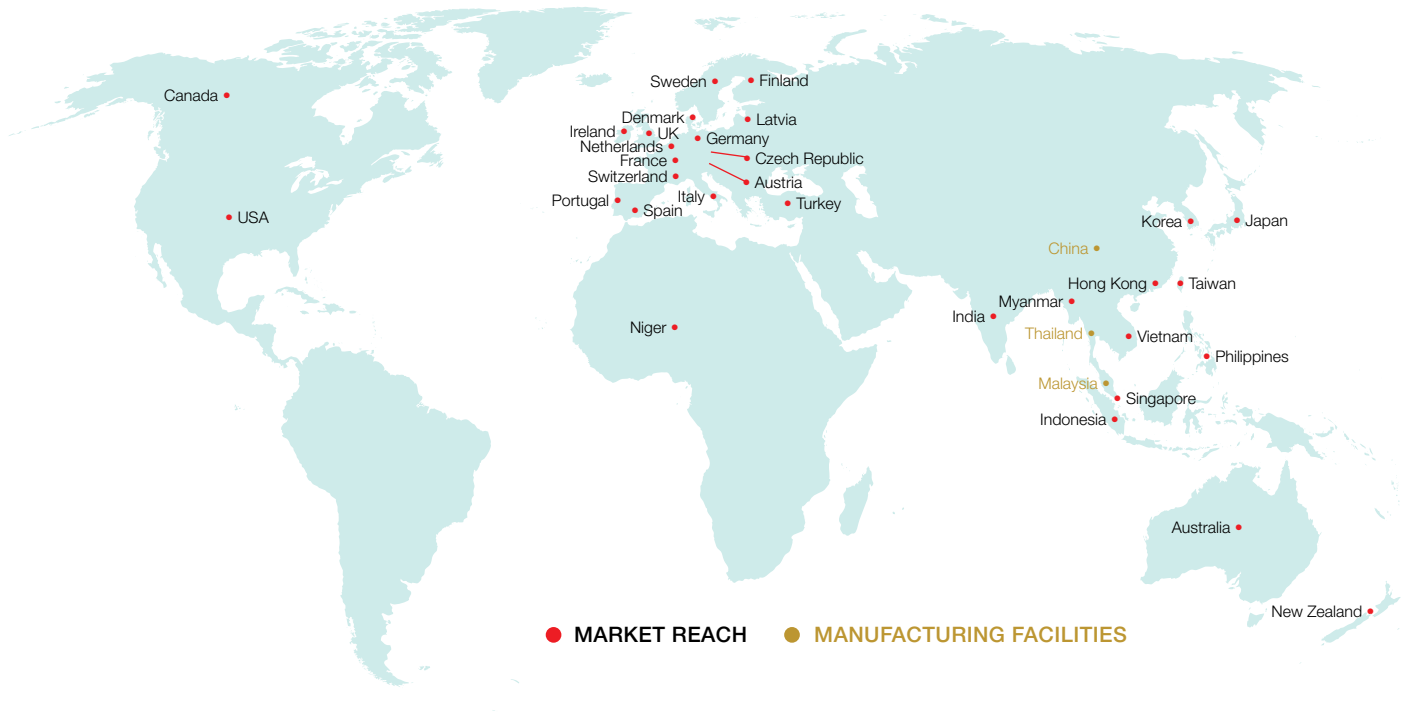 Canada
USA
Sweden
Finland
Denmark
Latvia
Ireland
UK
Germany
Netherlands
Czech Republic
France
Switzerland
Austria
Portugal
Italy
Spain
Turkey
Niger
Korea
Japan
China
Hong Kong
Taiwan
Myanmar
India
Thailand
Vietnam
Philippines
Malaysia
Singapore
Indonesia
Australia
New Zealand
MARKET REACH
MANUFACTURING FACILITIES